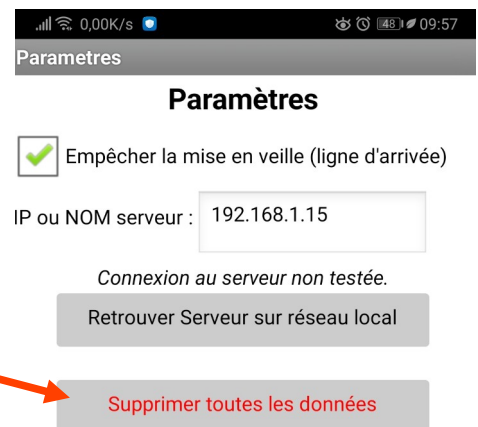 0,00K/s 48 09:57
Parametres
Paramètres
Empêcher la mise en veille (ligne d'arrivée)
IP ou NOM serveur : 192.168.1.15
Connexion au serveur non testée.
Retrouver Serveur sur réseau local
Supprimer toutes les données